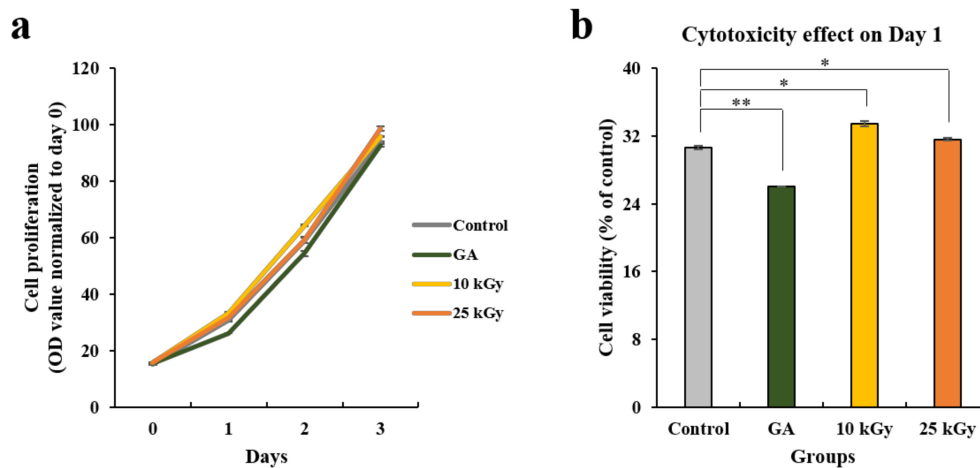 a
Cell proliferation
(OD value normalized to day 0)
120
100
80
60
40
20
0
0 1 2 3
Days
Control
GA
10 kGy
25 kGy
b
Cytotoxicity effect on Day 1
Cell viability (% of control)
40
32
24
16
8
0
*
*
**
Control GA 10 kGy 25 kGy
Groups